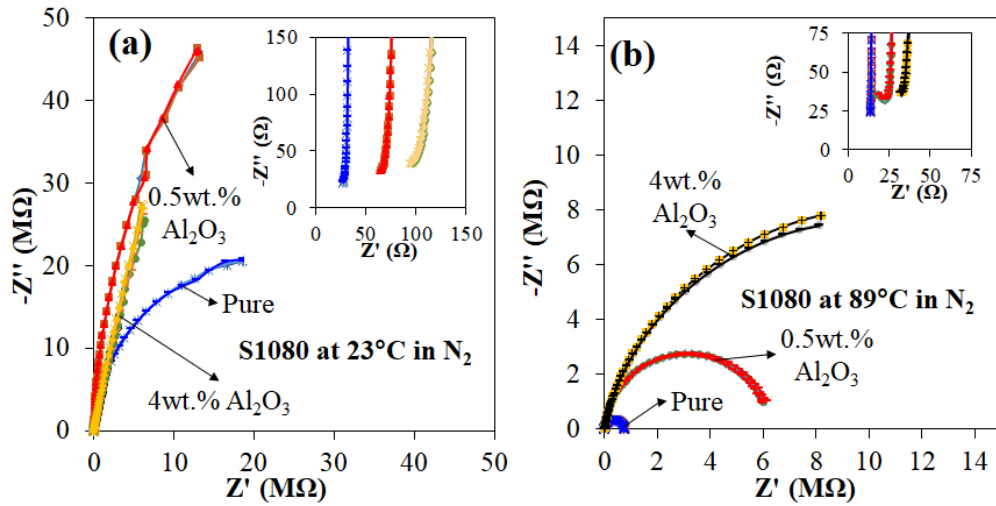 (a)
50
40
30
20
10
0
-Z'' (MΩ)
0 10 20 30 40 50
Z' (MΩ)
0.5wt.%
Al₂O₃
Pure
S1080 at 23°C in N₂
4wt.% Al₂O₃
150
100
50
0
-Z'' (Ω)
0 50 100 150
Z' (Ω)
(b)
14
12
10
8
6
4
2
0
-Z'' (MΩ)
0 2 4 6 8 10 12 14
Z' (MΩ)
4wt.%
Al₂O₃
S1080 at 89°C in N₂
0.5wt.%
Al₂O₃
Pure
75
50
25
0
-Z'' (Ω)
0 25 50 75
Z' (Ω)